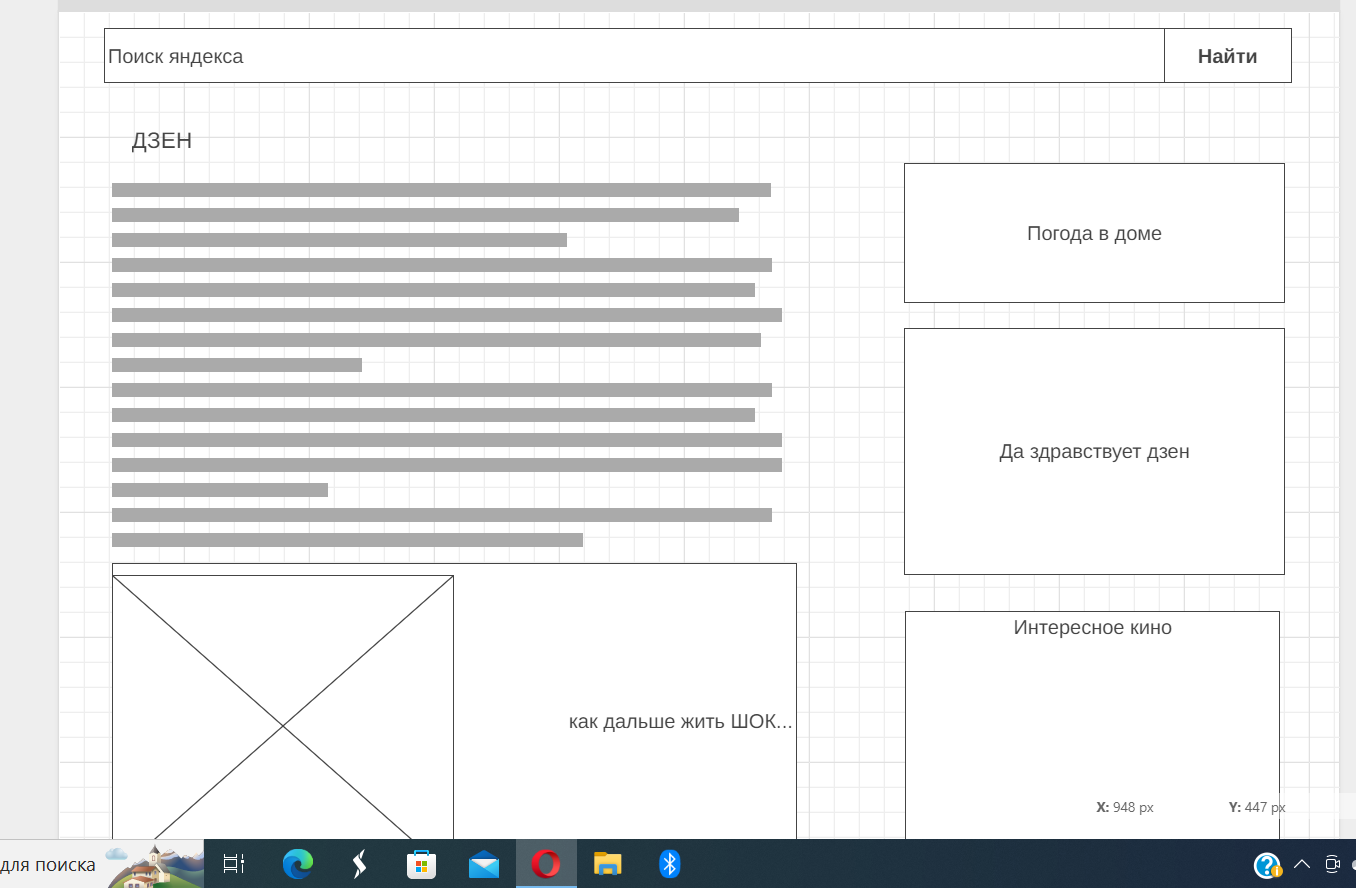 Поиск яндекса
Найти
ДЗЕН
Погода в доме
Да здравствует дзен
Интересное кино
как дальше жить ШОК...
X: 948 px
Y: 447 px
для поиска